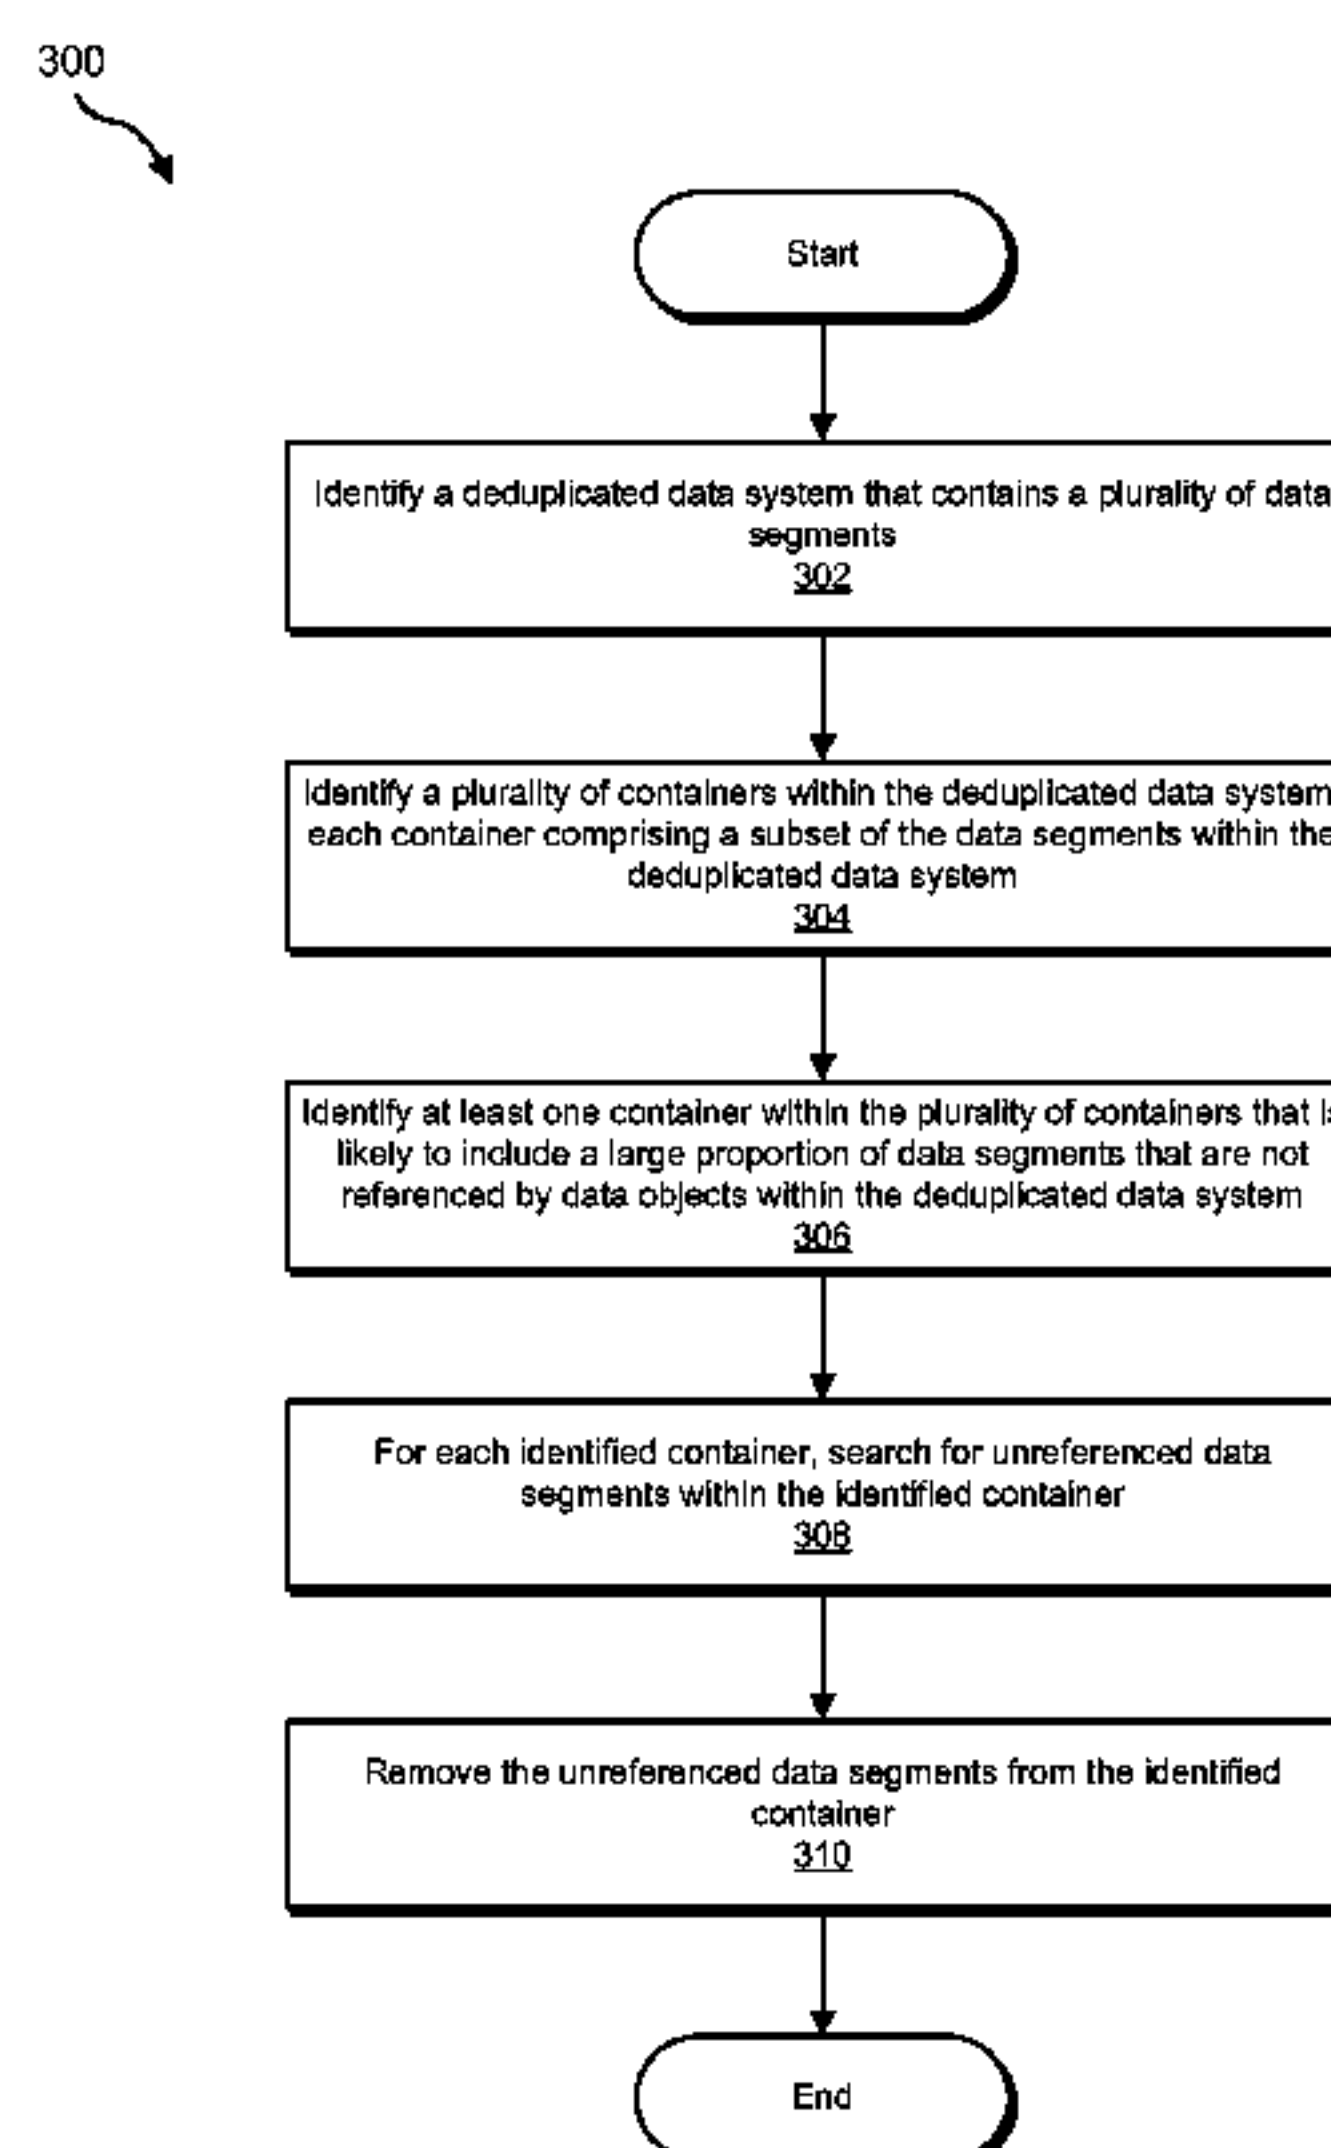 300
Start
Identify a deduplicated data system that contains a plurality of data
segments
302
Identify a plurality of containers within the deduplicated data system
each container comprising a subset of the data segments within the
deduplicated data system
304
Identify at least one container within the plurality of containers that is
likely to include a large proportion of data segments that are not
referenced by data objects within the deduplicated data system
306
For each identified container, search for unreferenced data
segments within the identified container
308
Remove the unreferenced data segments from the identified
container
310
End